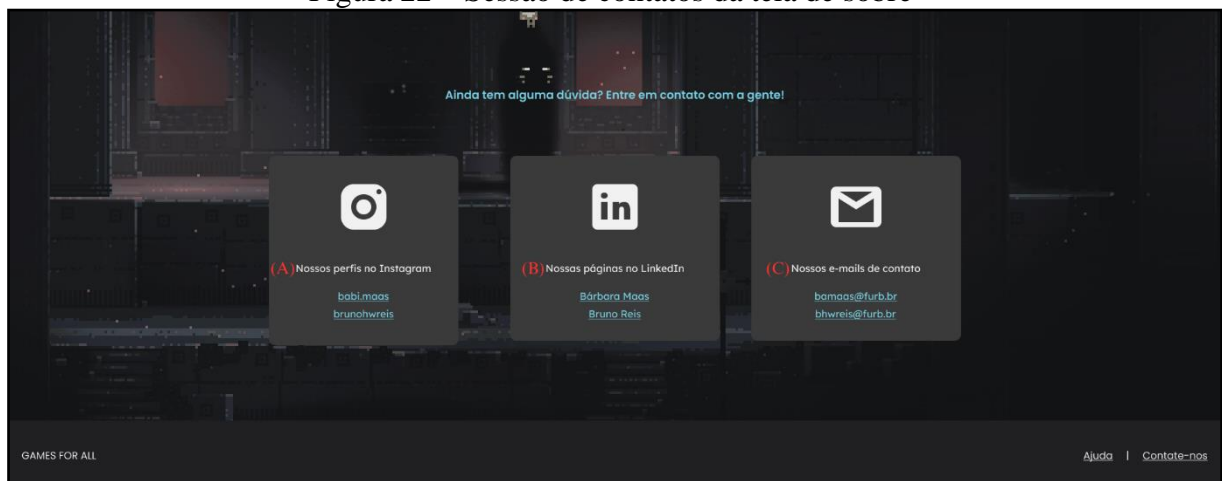 Figura 22 – Sessão de contatos da tela de sobre
Ainda tem alguma dúvida? Entre em contato com a gente!
in
(A) Nossos perfis no Instagram
babi.maas
brunohwreis
(B) Nossas páginas no LinkedIn
Bárbara Maas
Bruno Reis
(C) Nossos e-mails de contato
bamaas@furb.br
bhwreis@furb.br
GAMES FOR ALL
Ajuda | Contate-nos